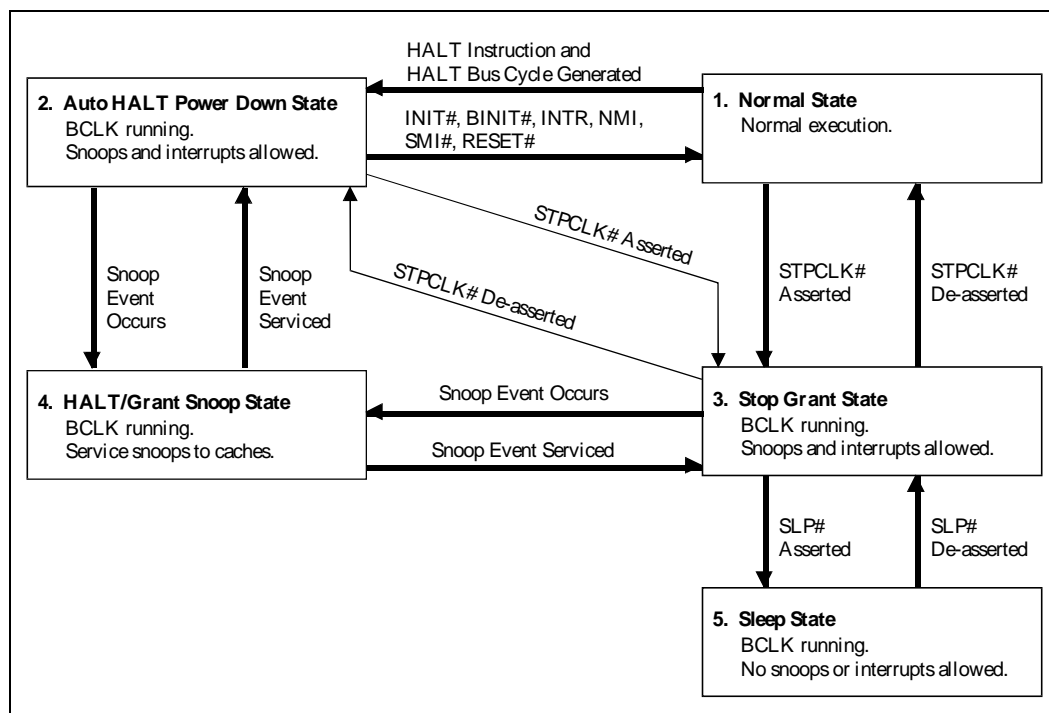 HALT Instruction and
HALT Bus Cycle Generated
2. Auto HALT Power Down State
BCLK running.
Snoops and interrupts allowed.
1. Normal State
Normal execution.
INIT#, BINIT#, INTR, NMI,
SMI#, RESET#
STPCLK# Asserted
STPCLK# De-asserted
Snoop
Event
Occurs
Snoop
Event
Serviced
STPCLK#
Asserted
STPCLK#
De-asserted
4. HALT/Grant Snoop State
BCLK running.
Service snoops to caches.
Snoop Event Occurs
Snoop Event Serviced
3. Stop Grant State
BCLK running.
Snoops and interrupts allowed.
SLP#
Asserted
SLP#
De-asserted
5. Sleep State
BCLK running.
No snoops or interrupts allowed.